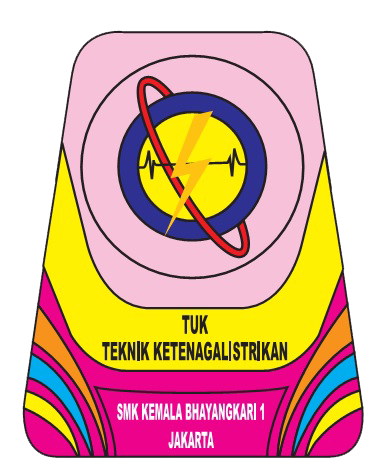 TUK
TEKNIK KETENAGALISTRIKAN
SMK KEMALA BHAYANGKARI 1
JAKARTA